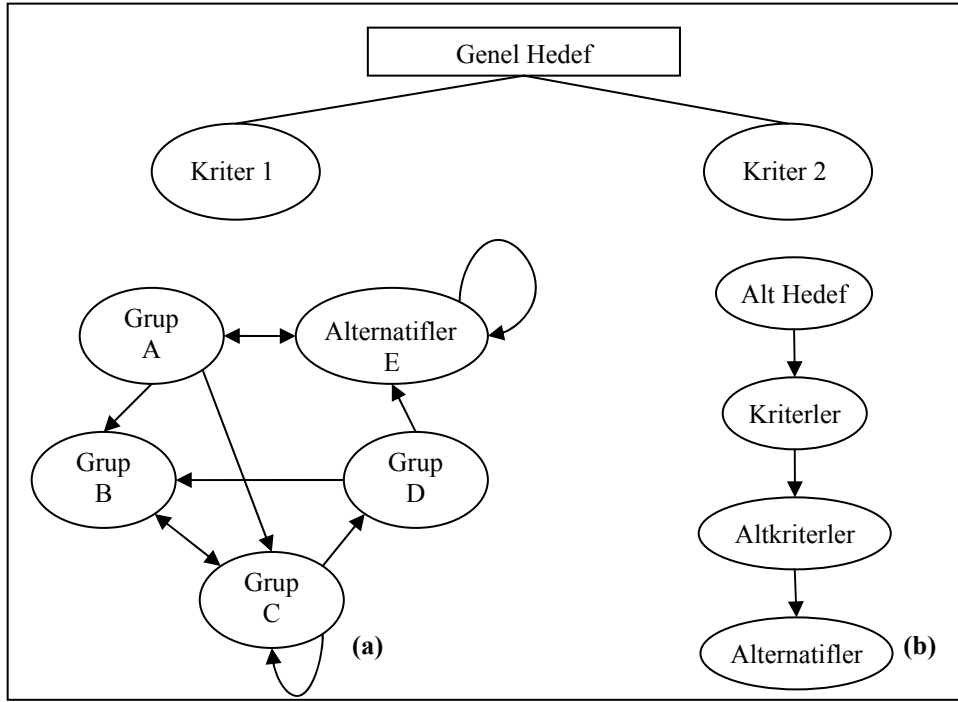 Genel Hedef
Kriter 1
Kriter 2
Grup
A
Alternatifler
E
Grup
B
Grup
D
Grup
C
(a)
Alt Hedef
Kriterler
Altkriterler
Alternatifler
(b)